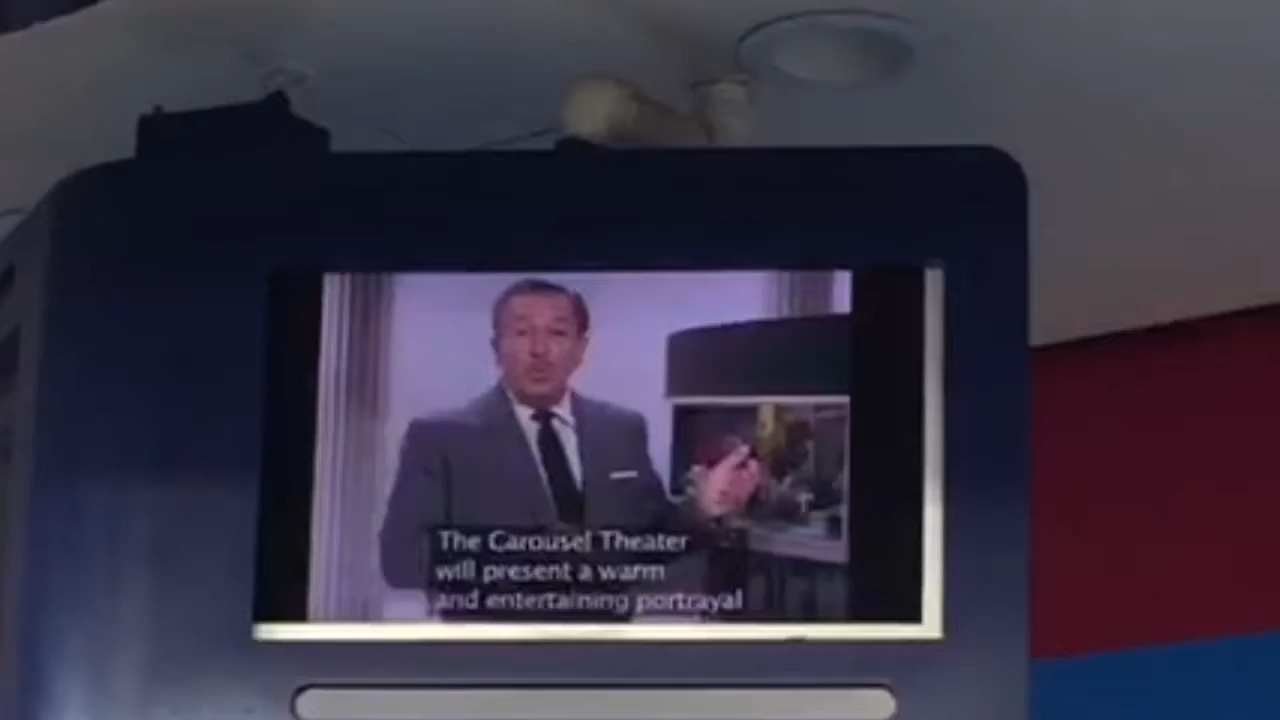 The Carousel Theater
will present a warm
and entertaining portrayal